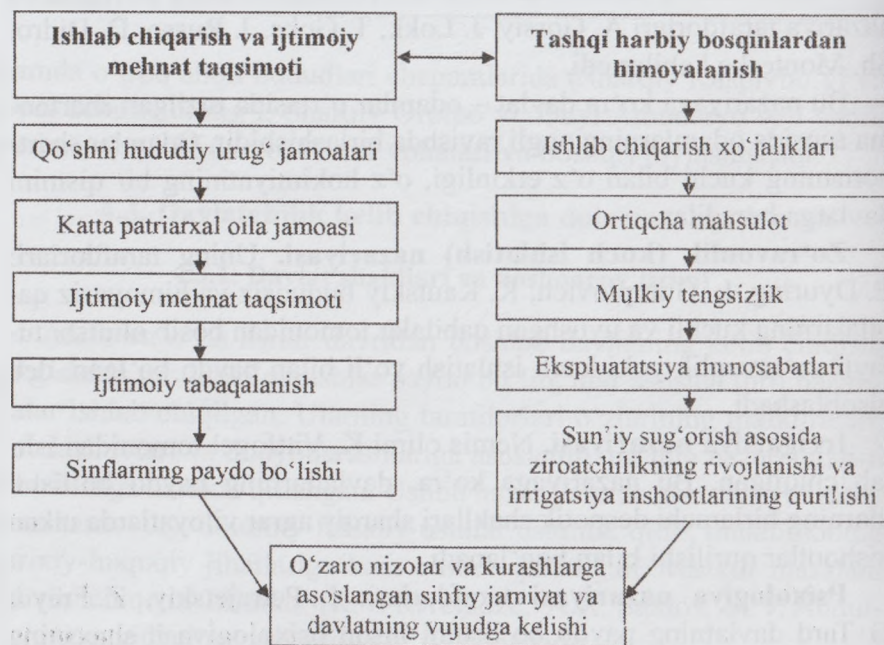 Ishlab chiqarish va ijtimoiy
mehnat taqsimoti
Qo‘shni hududiy urug‘ jamoalari
Katta patriarxal oila jamoasi
Ijtimoiy mehnat taqsimoti
Ijtimoiy tabaqalanish
Sinflarning paydo bo‘lishi
Tashqi harbiy bosqinlardan
himoyalanish
Ishlab chiqarish xo‘jaliklari
Ortiqcha mahsulot
Mulkiy tengsizlik
Ekspluatatsiya manosabatlari
Sun’iy sug‘orish asosida
ziroatchilikning rivojlanishi va
irrigatsiya inshootlarining qurilishi
O‘zaro nizolar va kurashlarga
asoslangan sinfiy jamiyat va
davlatning vujudga kelishi